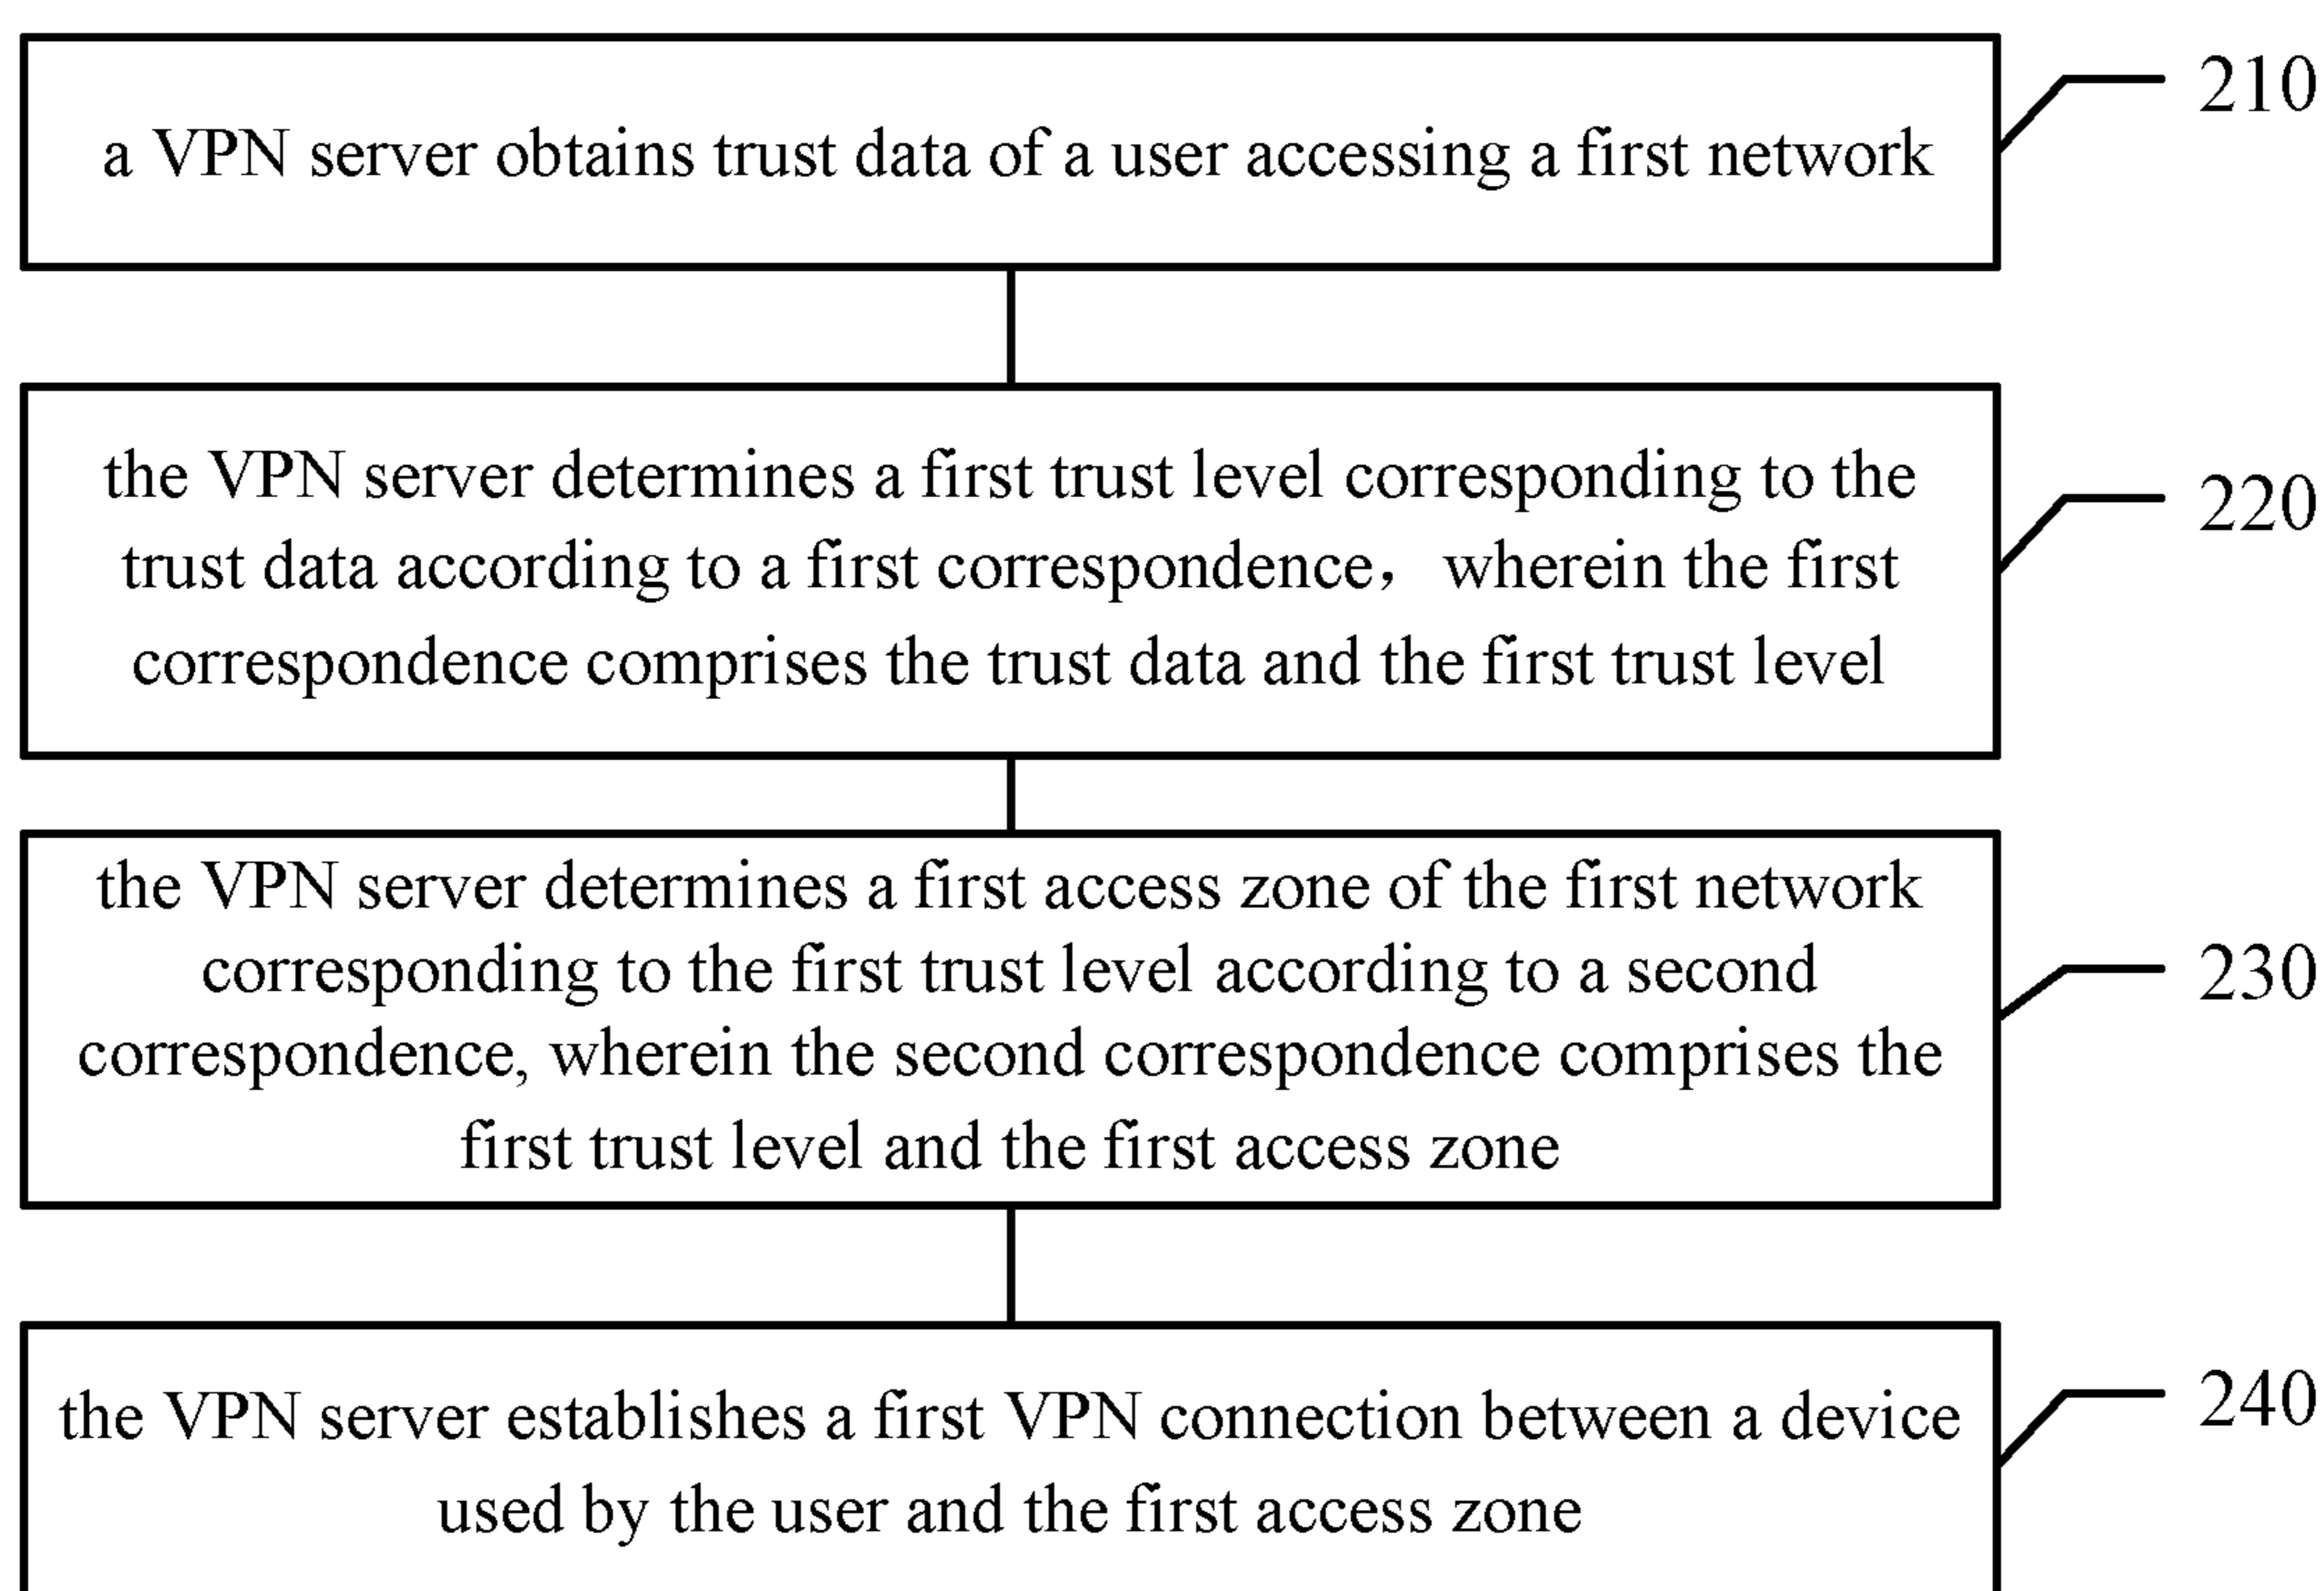 a VPN server obtains trust data of a user accessing a first network
210
the VPN server determines a first trust level corresponding to the
trust data according to a first correspondence， wherein the first
correspondence comprises the trust data and the first trust level
220
the VPN server determines a first access zone of the first network
corresponding to the first trust level according to a second
correspondence, wherein the second correspondence comprises the
first trust level and the first access zone
230
the VPN server establishes a first VPN connection between a device
used by the user and the first access zone
240